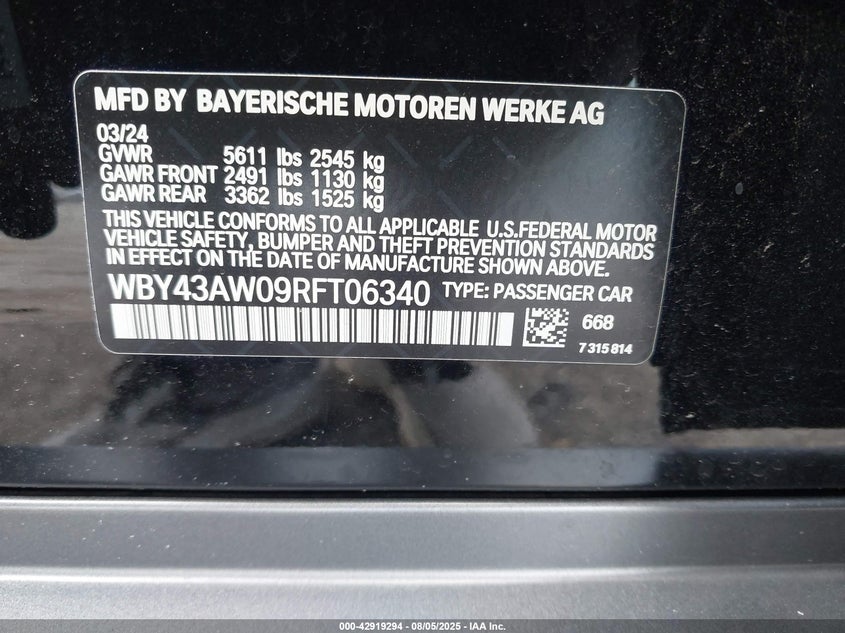 MFD BY BAYERISCHE MOTOREN WERKE AG
03/24
GVWR 5611 lbs 2545 kg
GAWR FRONT 2491 lbs 1130 kg
GAWR REAR 3362 lbs 1525 kg
THIS VEHICLE CONFORMS TO ALL APPLICABLE U.S.FEDERAL MOTOR
VEHICLE SAFETY, BUMPER AND THEFT PREVENTION STANDARDS
IN EFFECT ON THE DATE OF MANUFACTURE SHOWN ABOVE.
WBY43AW09RFT06340 TYPE: PASSENGER CAR
668
7315814
000-42919294 - 08/05/2025 - IAA Inc.